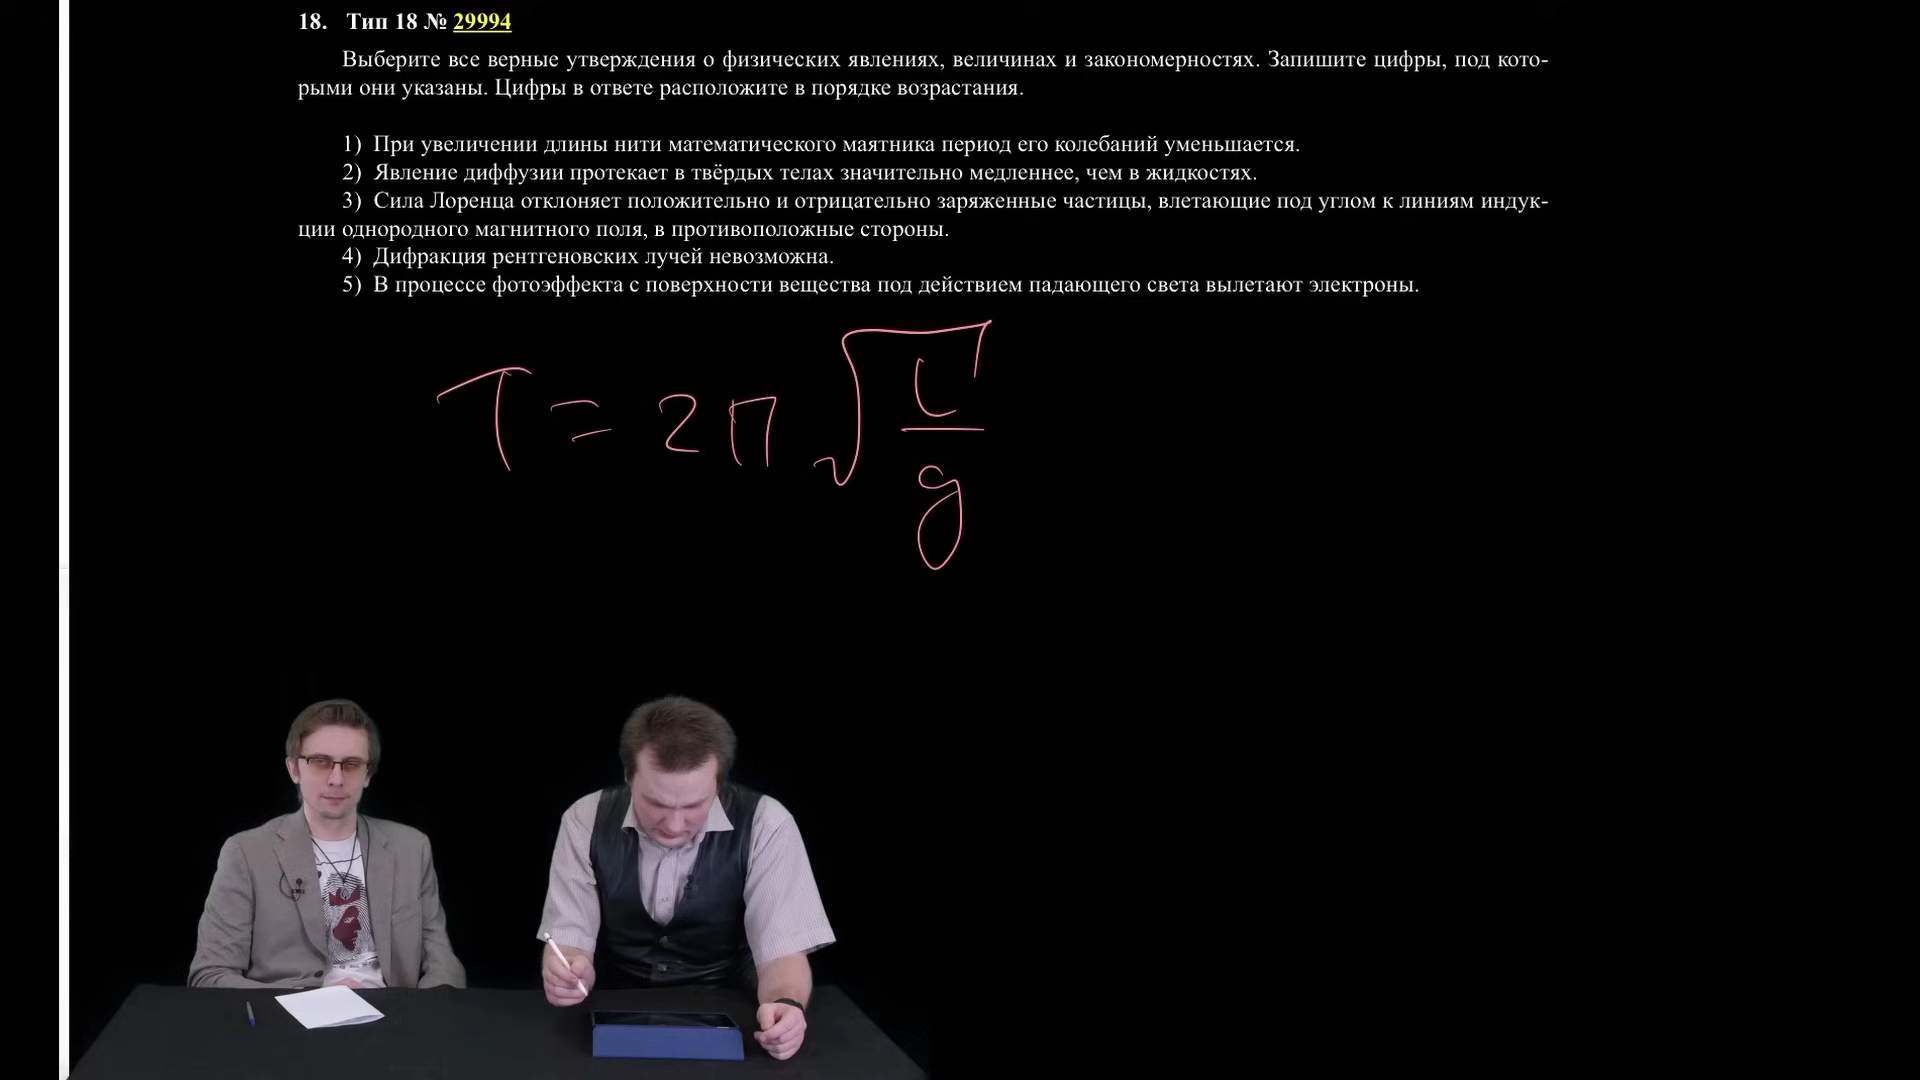 18. Тип 18 № 29994
Выберите все верные утверждения о физических явлениях, величинах и закономерностях. Запишите цифры, под кото-
рыми они указаны. Цифры в ответе расположите в порядке возрастания.
1) При увеличении длины нити математического маятника период его колебаний уменьшается.
2) Явление диффузии протекает в твёрдых телах значительно медленнее, чем в жидкостях.
3) Сила Лоренца отклоняет положительно и отрицательно заряженные частицы, влетающие под углом к линиям индук-
ции однородного магнитного поля, в противоположные стороны.
4) Дифракция рентгеновских лучей невозможна.
5) В процессе фотоэффекта с поверхности вещества под действием падающего света вылетают электроны.
T = 2π √(L/g)